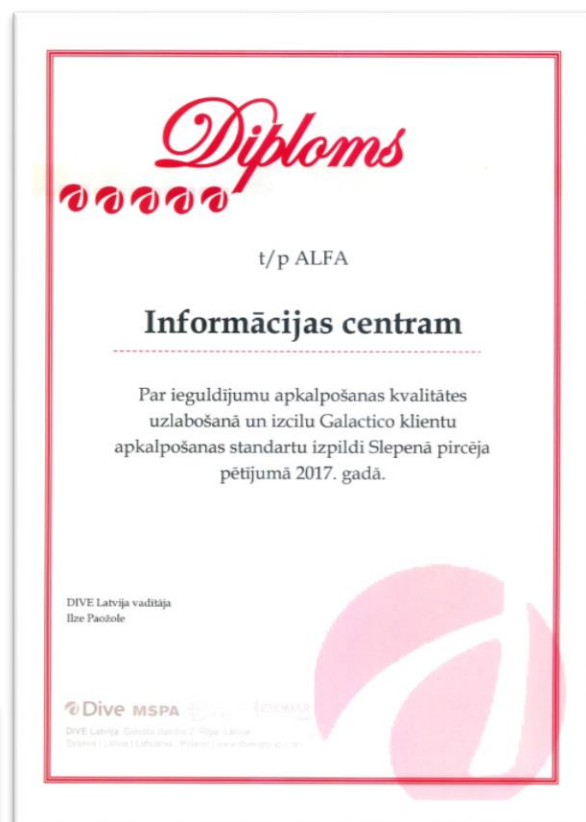 Diploms
t/p ALFA
Informācijas centram
Par ieguldījumu apkalpošanas kvalitātes
uzlabošanā un izcilu Galactico klientu
apkalpošanas standartu izpildi Slepenā pircēja
pētījumā 2017. gadā.
DIVE Latvija vadītāja
Ilze Paožole
Dive MSPA
DIVE Latvija